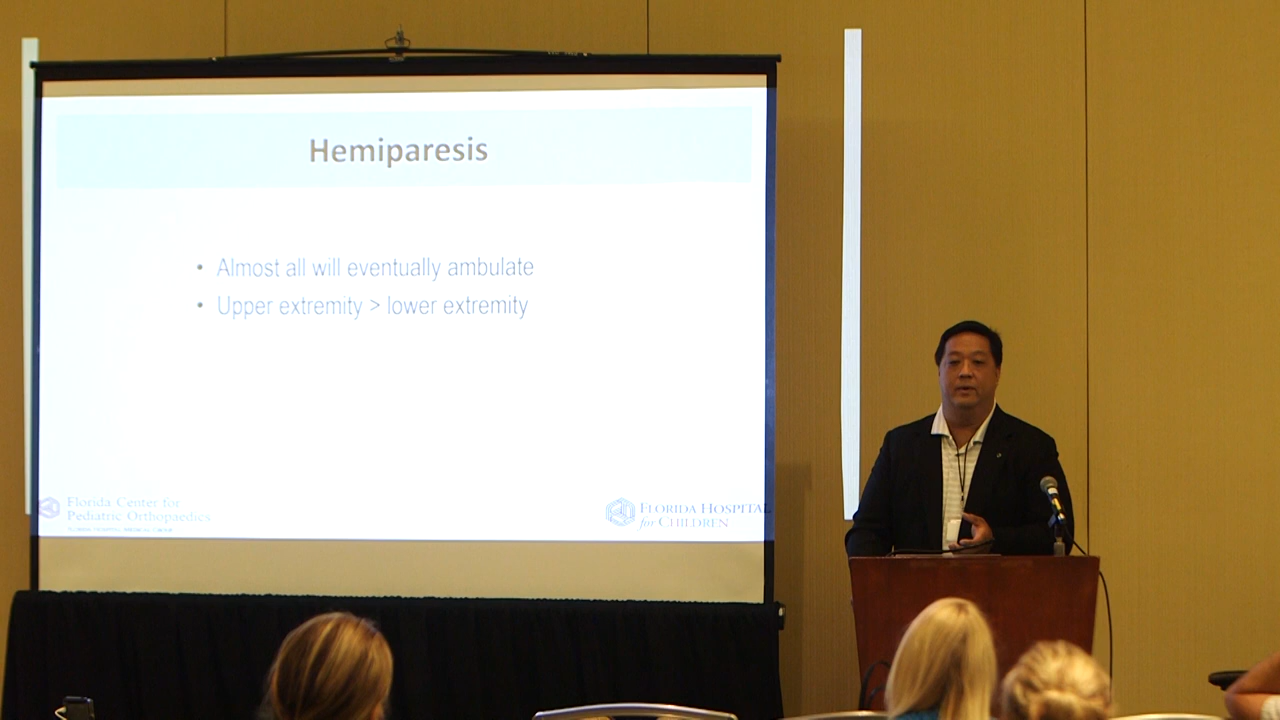 Hemiparesis
• Almost all will eventually ambulate
• Upper extremity > lower extremity
Florida Center for
Pediatric Orthopaedics
FLORIDA HOSPITAL
for CHILDREN